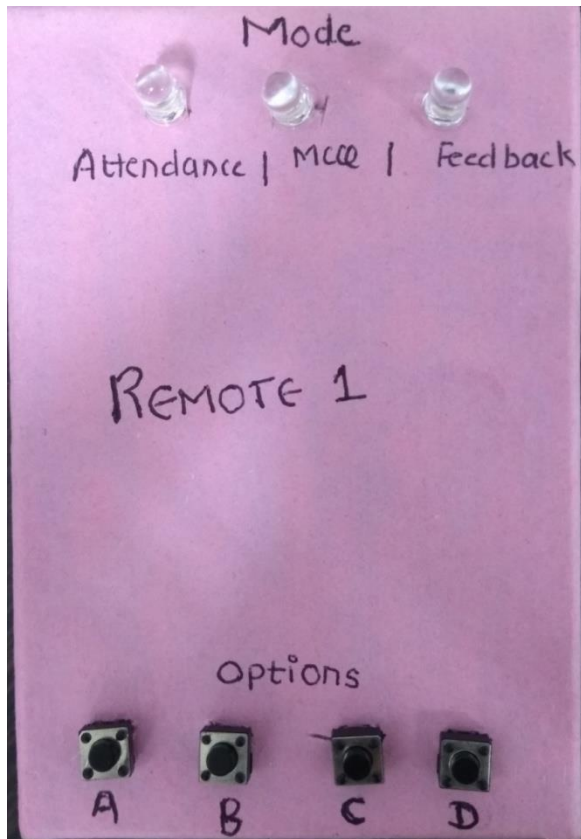 Mode
Attendance | MCQ | Feedback
REMOTE 1
Options
A B C D